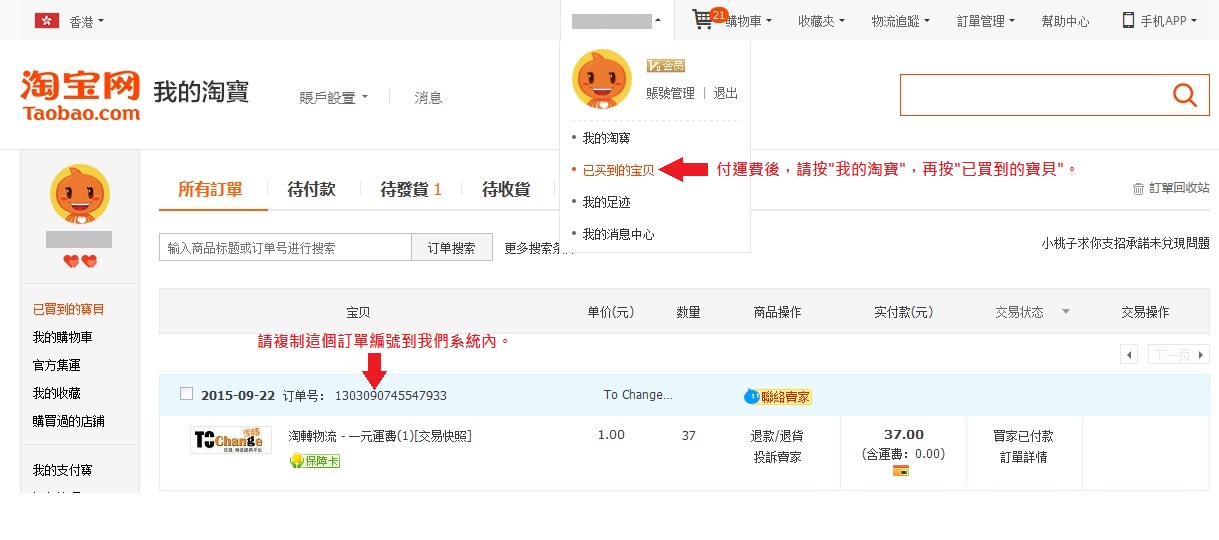 香港
21
購物車
收藏夾
物流追蹤
訂單管理
幫助中心
手机APP
淘宝网
Taobao.com
我的淘寶
賬戶設置
消息
V0会员
賬號管理
退出
我的淘寶
已买到的宝贝
我的足迹
我的消息中心
付運費後，請按"我的淘寶"，再按"已買到的寶貝"。
所有訂單
待付款
待發貨 1
待收貨
訂單回收站
输入商品标题或订单号进行搜索
订单搜索
更多搜索条件
小桃子求你支招承諾未兌現問題
已買到的寶貝
我的購物車
官方集運
我的收藏
購買過的店鋪
我的支付寶
宝贝
单价(元)
数量
商品操作
实付款(元)
交易状态
交易操作
請複制這個訂單編號到我們系統內。
下一页
2015-09-22 订单号： 1303090745547933
To Change...
聯絡賣家
TO Change
淘轉物流 - 一元運費(1)[交易快照]
保障卡
1.00
37
退款/退貨
投訴賣家
37.00
(含運費：0.00)
買家已付款
訂單詳情